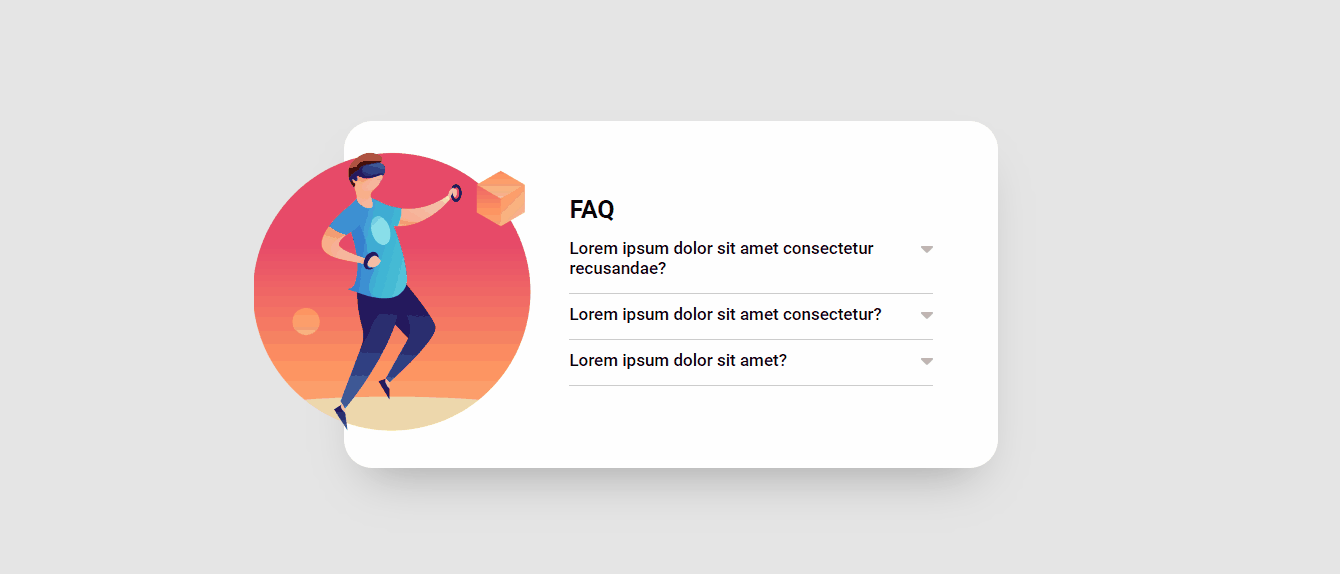 FAQ
Lorem ipsum dolor sit amet consectetur
recusandae?
Lorem ipsum dolor sit amet consectetur?
Lorem ipsum dolor sit amet?